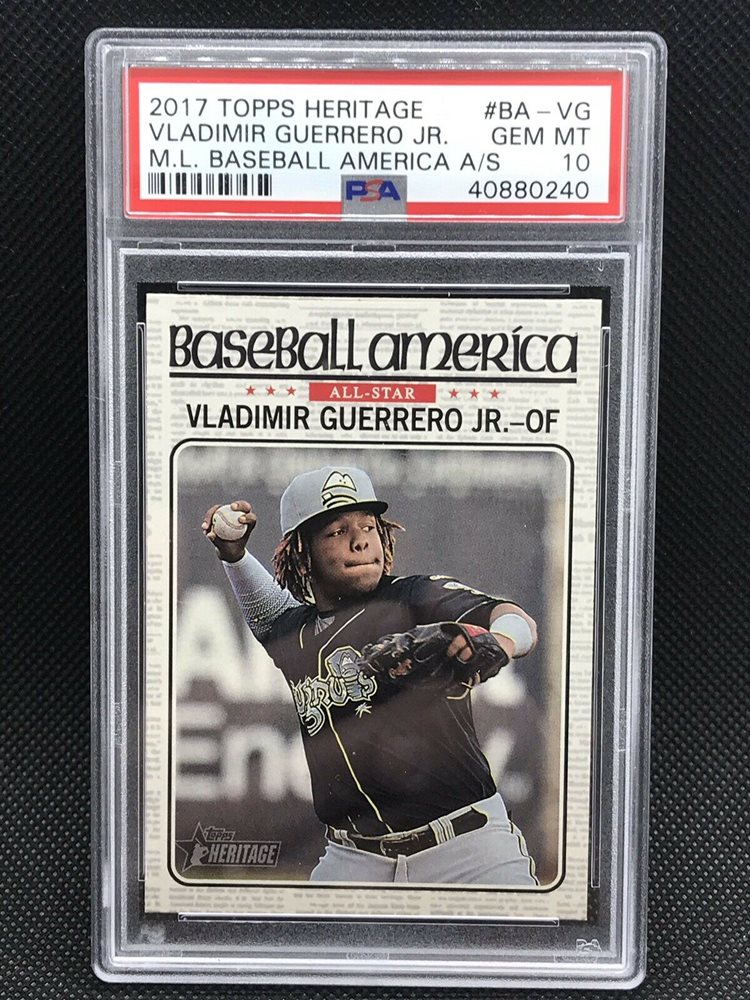 2017 TOPPS HERITAGE #BA-VG
VLADIMIR GUERRERO JR. GEM MT
M.L. BASEBALL AMERICA A/S 10
PSA 40880240
Baseball america
ALL-STAR
VLADIMIR GUERRERO JR.–OF
TOPPS
HERITAGE